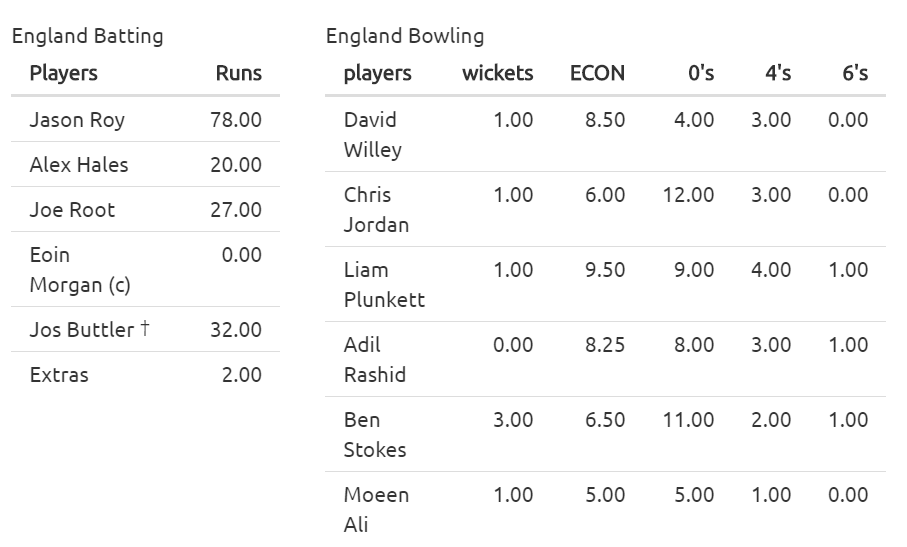 England Batting
Players Runs
Jason Roy 78.00
Alex Hales 20.00
Joe Root 27.00
Eoin 0.00
Morgan (c)
Jos Buttler † 32.00
Extras 2.00
England Bowling
players wickets ECON 0's 4's 6's
David 1.00 8.50 4.00 3.00 0.00
Willey
Chris 1.00 6.00 12.00 3.00 0.00
Jordan
Liam 1.00 9.50 9.00 4.00 1.00
Plunkett
Adil 0.00 8.25 8.00 3.00 1.00
Rashid
Ben 3.00 6.50 11.00 2.00 1.00
Stokes
Moeen 1.00 5.00 5.00 1.00 0.00
Ali